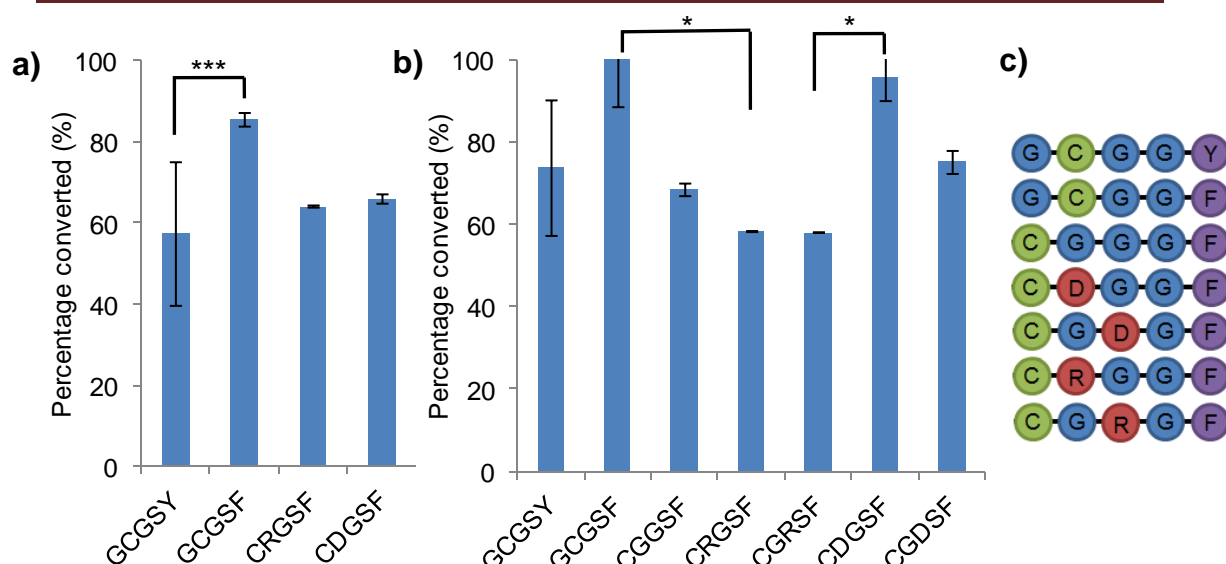 a)
Percentage converted (%)
100
80
60
40
20
0
***
GCGSY
GCGSF
CRGSF
CDGSF
b)
Percentage converted (%)
100
80
60
40
20
0
*
*
GCGSY
GCGSF
CGGSF
CRGSF
CGRSF
CDGSF
CGDSF
c)
G C G G Y
G C G G F
C G G G F
C D G G F
C G D G F
C R G G F
C G R G F